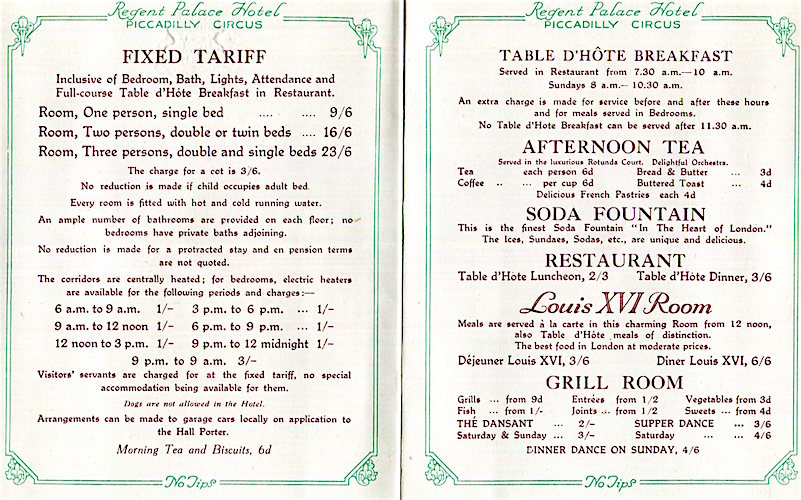 Regent Palace Hotel
PICCADILLY CIRCUS
FIXED TARIFF
Inclusive of Bedroom, Bath, Lights, Attendance and
Full-course Table d'Hôte Breakfast in Restaurant.
Room, One person, single bed .... ... 9/6
Room, Two persons, double or twin beds .... 16/6
Room, Three persons, double and single beds 23/6
The charge for a cot is 3/6.
No reduction is made if child occupies adult bed.
Every room is fitted with hot and cold running water.
An ample number of bathrooms are provided on each floor; no
bedrooms have private baths adjoining.
No reduction is made for a protracted stay and en pension terms
are not quoted.
The corridors are centrally heated; for bedrooms, electric heaters
are available for the following periods and charges:—
6 a.m. to 9 a.m. 1/- 3 p.m. to 6 p.m. ... 1/-
9 a.m. to 12 noon 1/- 6 p.m. to 9 p.m. ... 1/-
12 noon to 3 p.m. 1/- 9 p.m. to 12 midnight 1/-
9 p.m. to 9 a.m. 3/-
Visitors' servants are charged for at the fixed tariff, no special
accommodation being available for them.
Dogs are not allowed in the Hotel.
Arrangements can be made to garage cars locally on application to
the Hall Porter.
Morning Tea and Biscuits, 6d
No Tips
Regent Palace Hotel
PICCADILLY CIRCUS
TABLE D'HÔTE BREAKFAST
Served in Restaurant from 7.30 a.m.—10 a.m.
Sundays 8 a.m.— 10.30 a.m.
An extra charge is made for service before and after these hours
and for meals served in Bedrooms.
No Table d'Hote Breakfast can be served after 11.30 a.m.
AFTERNOON TEA
Served in the luxurious Rotunda Court. Delightful Orchestra.
Tea each person 6d Bread & Butter ... 3d
Coffee .. ... per cup 6d Buttered Toast ... 4d
Delicious French Pastries each 4d
SODA FOUNTAIN
This is the finest Soda Fountain "In The Heart of London."
The Ices, Sundaes, Sodas, etc., are unique and delicious.
RESTAURANT
Table d'Hôte Luncheon, 2/3 Table d'Hôte Dinner, 3/6
Louis XVI Room
Meals are served à la carte in this charming Room from 12 noon,
also Table d'Hôte meals of distinction.
The best food in London at moderate prices.
Déjeuner Louis XVI, 3/6 Diner Louis XVI, 6/6
GRILL ROOM
Grills ... from 9d Entrées from 1/2 Vegetables from 3d
Fish ... from 1/- Joints ... from 1/2 Sweets ... from 4d
THÉ DANSANT ... 2/- SUPPER DANCE ... 3/6
Saturday & Sunday ... 3/- Saturday ... ... 4/6
DINNER DANCE ON SUNDAY, 4/6
No Tips